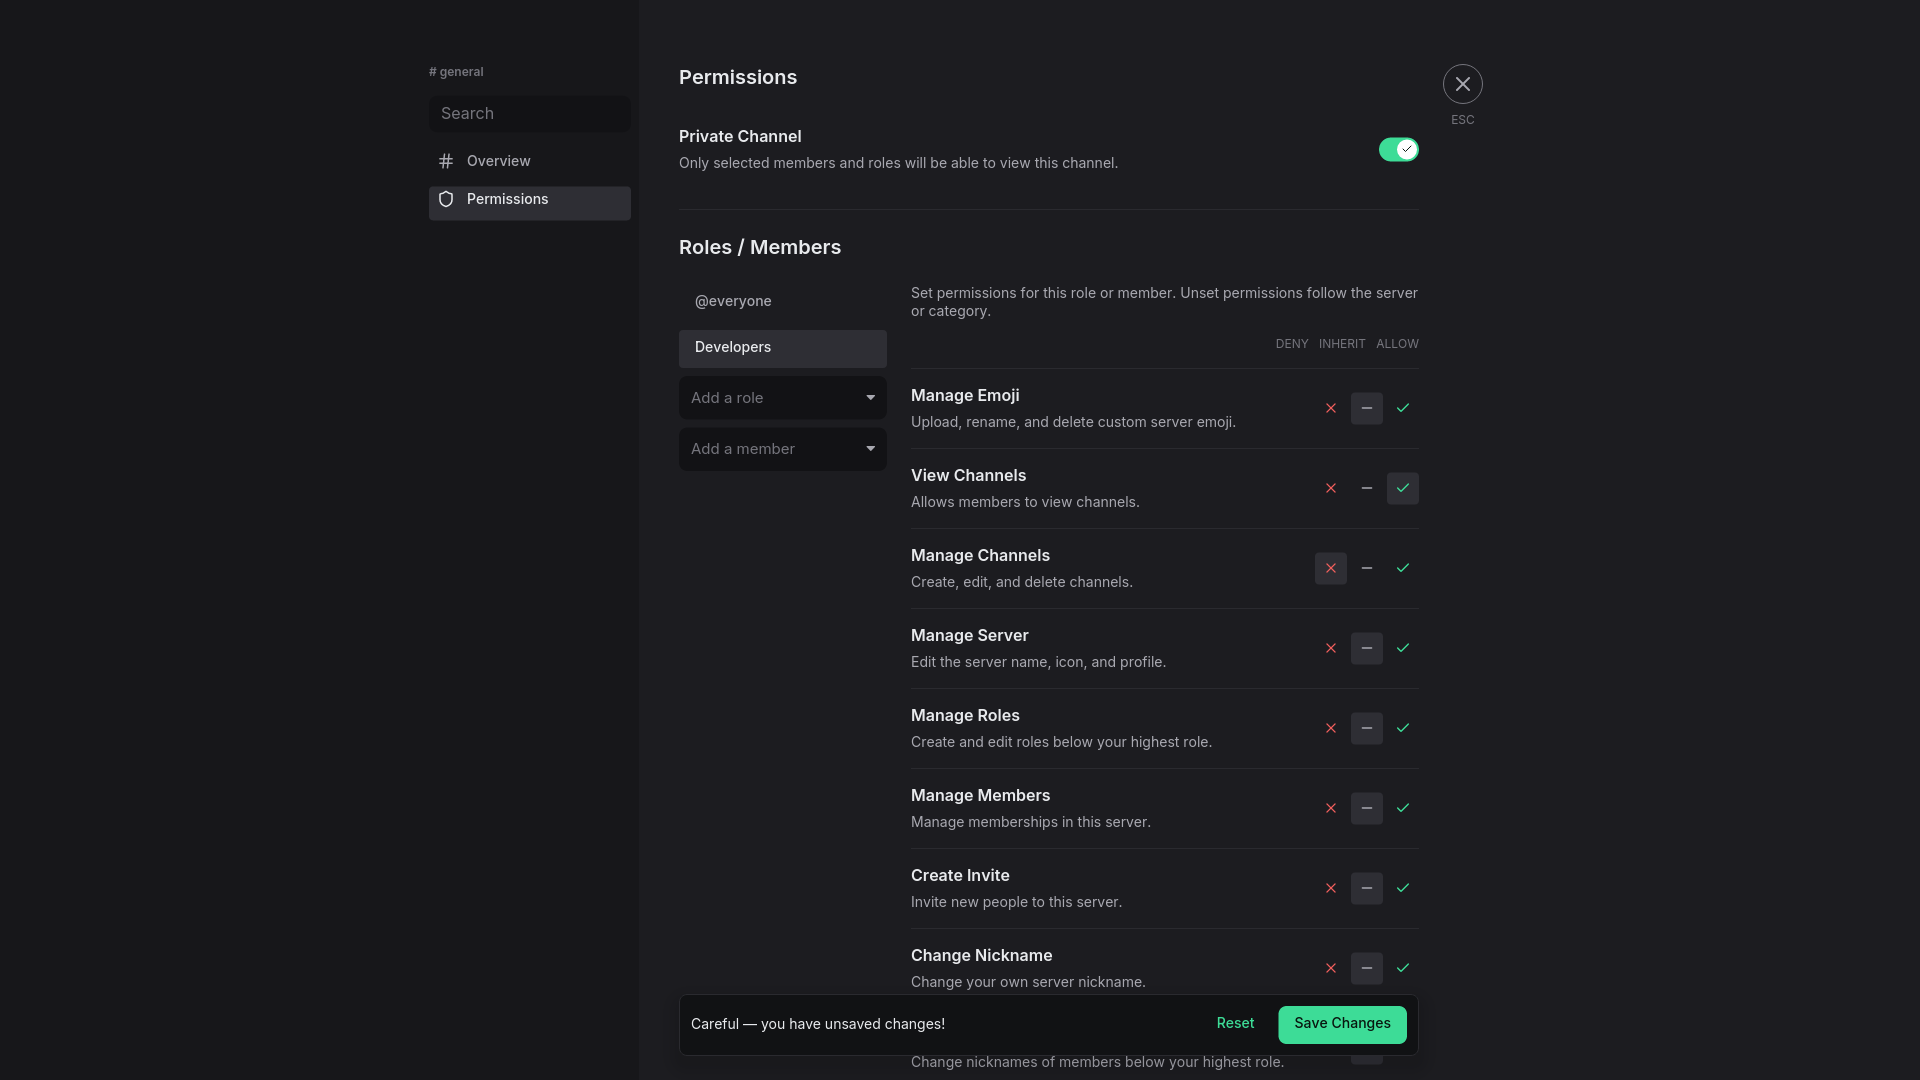 # general
Search
Overview
Permissions
Permissions
Private Channel
Only selected members and roles will be able to view this channel.
ESC
Roles / Members
@everyone
Developers
Add a role
Add a member
Set permissions for this role or member. Unset permissions follow the server
or category.
DENY INHERIT ALLOW
Manage Emoji
Upload, rename, and delete custom server emoji.
View Channels
Allows members to view channels.
Manage Channels
Create, edit, and delete channels.
Manage Server
Edit the server name, icon, and profile.
Manage Roles
Create and edit roles below your highest role.
Manage Members
Manage memberships in this server.
Create Invite
Invite new people to this server.
Change Nickname
Change your own server nickname.
Careful — you have unsaved changes!
Reset
Save Changes
Change nicknames of members below your highest role.